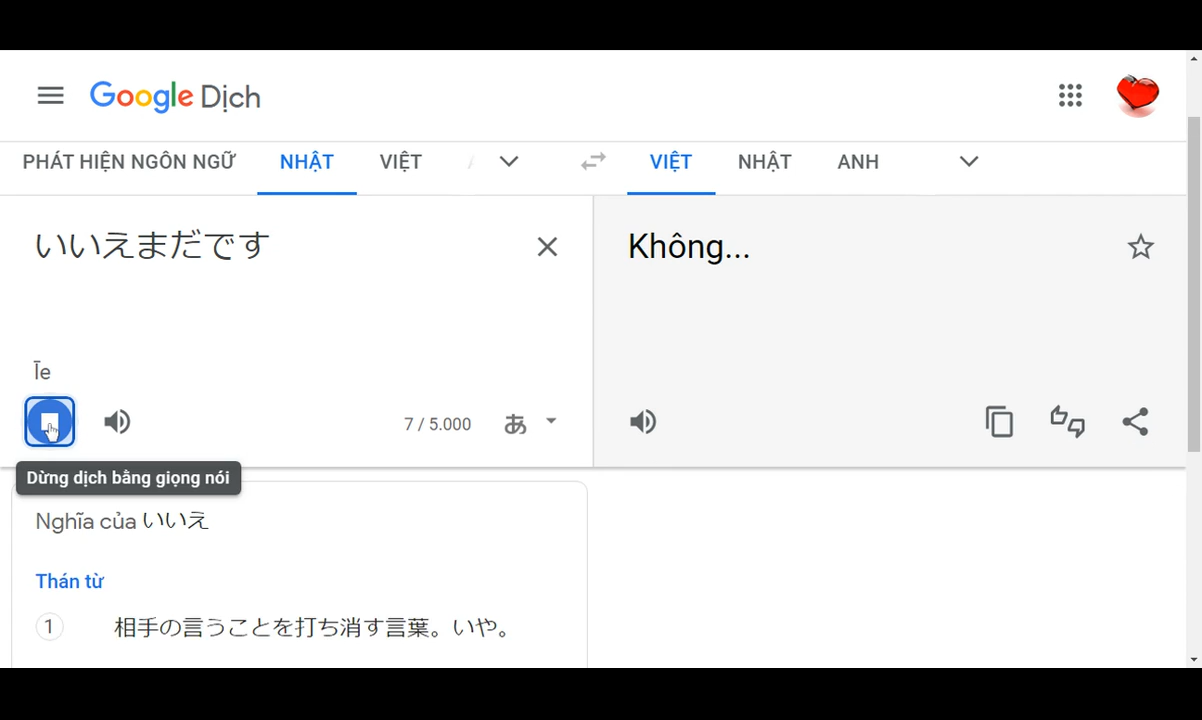 Google Dịch
PHÁT HIỆN NGÔN NGỮ NHẬT VIỆT VIỆT NHẬT ANH
いいえまだです
Không...
Īe
7 / 5.000 あ
Dừng dịch bằng giọng nói
Nghĩa của いいえ
Thán từ
1 相手の言うことを打ち消す言葉。いや。